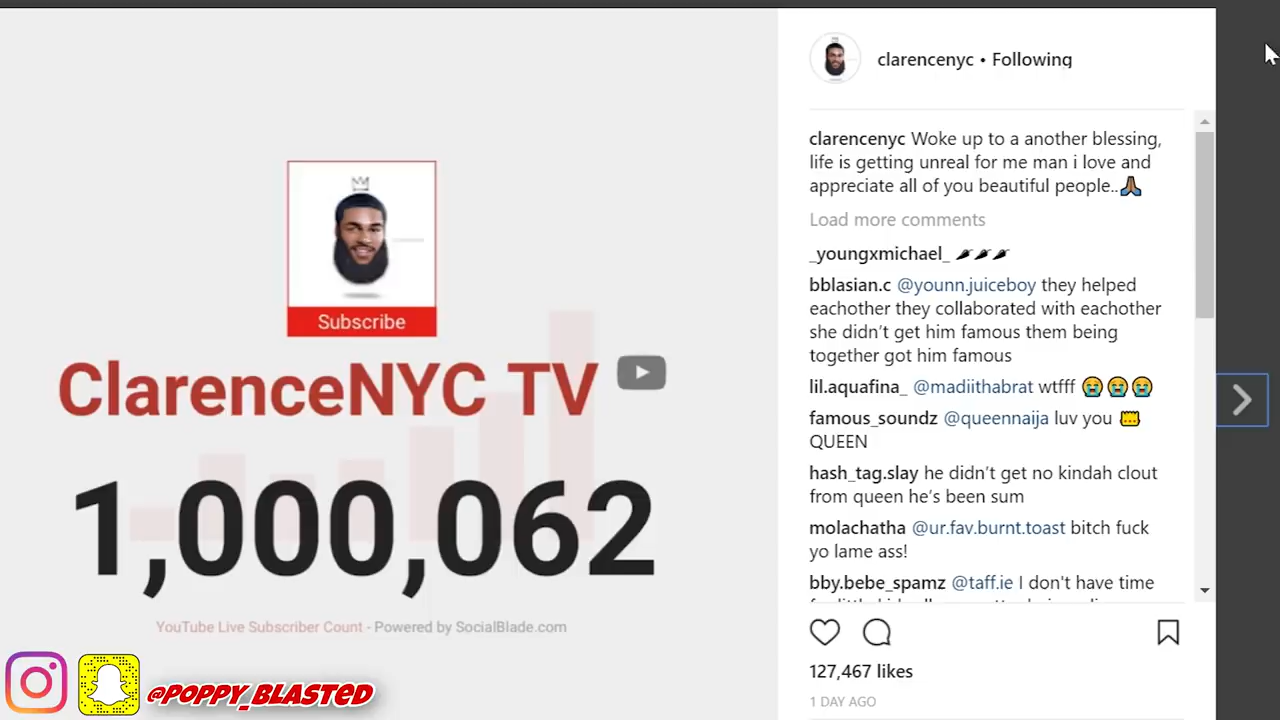 clarencenyc • Following
clarencenyc Woke up to a another blessing,
life is getting unreal for me man i love and
appreciate all of you beautiful people..🙏🏾
Load more comments
_youngxmichael_ 🌶🌶🌶
bblasian.c @younn.juiceboy they helped
eachother they collaborated with eachother
she didn't get him famous them being
together got him famous
lil.aquafina_ @madiithabrat wtfff 😭😭😭
famous_soundz @queennaija luv you
QUEEN
hash_tag.slay he didn't get no kindah clout
from queen he's been sum
molachatha @ur.fav.burnt.toast bitch fuck
yo lame ass!
bby.bebe_spamz @taff.ie I don't have time
127,467 likes
1 DAY AGO
Subscribe
ClarenceNYC TV
1,000,062
YouTube Live Subscriber Count - Powered by SocialBlade.com
@POPPY_BLASTED